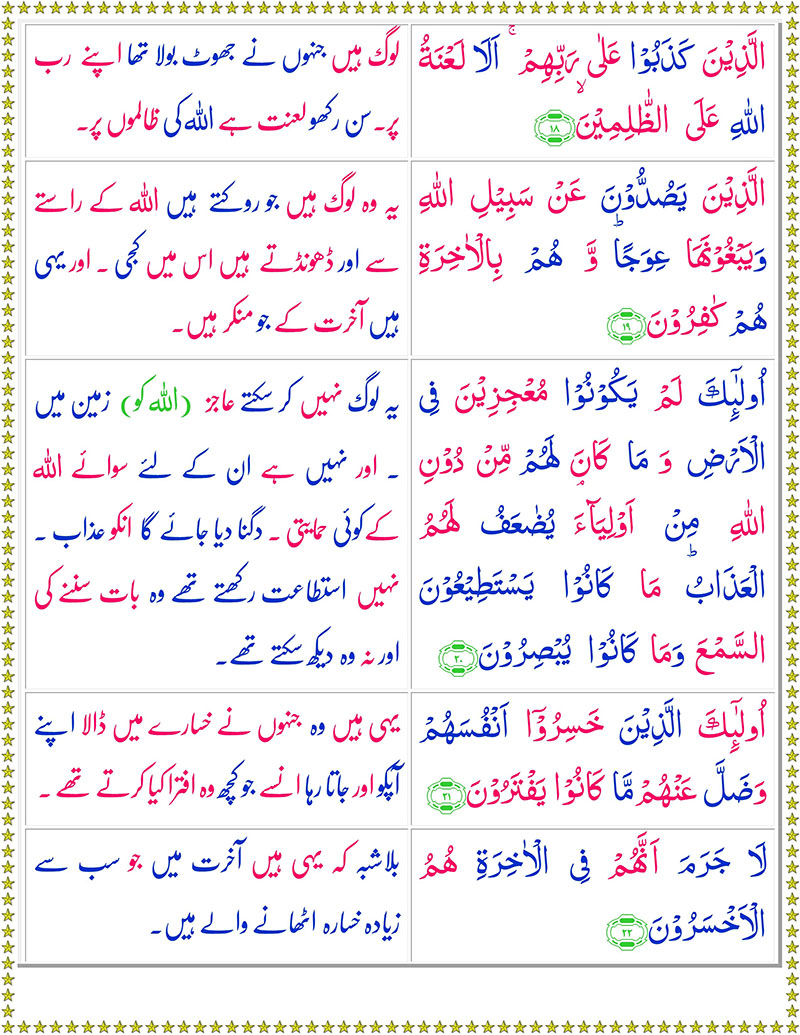 الَّذِيۡنَ كَذَبُوۡا عَلٰى رَبِّهِمۡ‌ ۚ اَلَا لَعۡنَةُ
اللّٰهِ عَلَى الظّٰلِمِيۡنَۙ‏ ﴿۱۸﴾
لوگ ہیں جنہوں نے جھوٹ بولا تھا اپنے رب
پر۔ سن رکھو لعنت ہے اللہ کی ظالموں پر۔
الَّذِيۡنَ يَصُدُّوۡنَ عَنۡ سَبِيۡلِ اللّٰهِ
وَيَبۡغُوۡنَهَا عِوَجًا ؕ وَّ هُمۡ بِالۡاٰخِرَةِ
هُمۡ كٰفِرُوۡنَ‏ ﴿۱۹﴾
یہ وہ لوگ ہیں جو روکتے ہیں اللہ کے راستے
سے اور ڈھونڈتے ہیں اس میں کجی ۔ اور یہی
ہیں آخرت کے جو منکر ہیں۔
اُولٰۤٮِٕكَ لَمۡ يَكُوۡنُوۡا مُعۡجِزِيۡنَ فِى
الۡاَرۡضِ وَ مَا كَانَ لَهُمۡ مِّنۡ دُوۡنِ
اللّٰهِ مِنۡ اَوۡلِيَآءَ‌ ۘ يُضٰعَفُ لَهُمُ
الۡعَذَابُ‌ ؕ مَا كَانُوۡا يَسۡتَطِيۡعُوۡنَ
السَّمۡعَ وَمَا كَانُوۡا يُبۡصِرُوۡنَ‏ ﴿۲۰﴾
یہ لوگ نہیں کر سکتے عاجز (اللہ کو) زمین میں
۔ اور نہیں ہے ان کے لئے سوائے اللہ
کے کوئی حمایتی ۔ دگنا دیا جائے گا انکو عذاب ۔
نہیں استطاعت رکھتے تھے وہ بات سننے کی
اور نہ وہ دیکھ سکتے تھے۔
اُولٰۤٮِٕكَ الَّذِيۡنَ خَسِرُوۡۤا اَنۡفُسَهُمۡ
وَضَلَّ عَنۡهُمۡ مَّا كَانُوۡا يَفۡتَرُوۡنَ‏ ﴿۲۱﴾
یہی ہیں وہ جنہوں نے خسارے میں ڈالا اپنے
آپکو اور جاتا رہا انسے جو کچھ وہ افترا کیا کرتے تھے ۔
لَا جَرَمَ اَنَّهُمۡ فِى الۡاٰخِرَةِ هُمُ
الۡاَخۡسَرُوۡنَ‏ ﴿۲۲﴾
بلاشبہ کہ یہی ہیں آخرت میں جو سب سے
زیادہ خسارہ اٹھانے والے ہیں۔